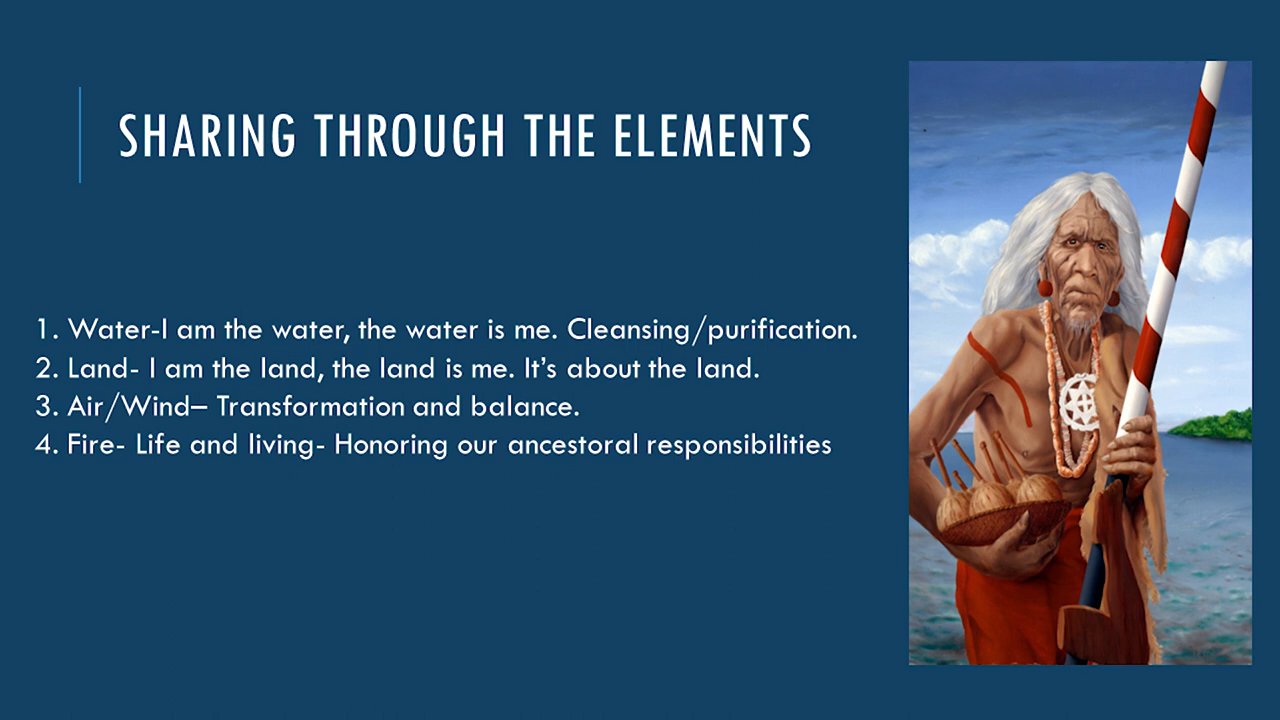 SHARING THROUGH THE ELEMENTS
1. Water-I am the water, the water is me. Cleansing/purification.
2. Land- I am the land, the land is me. It’s about the land.
3. Air/Wind– Transformation and balance.
4. Fire- Life and living- Honoring our ancestoral responsibilities